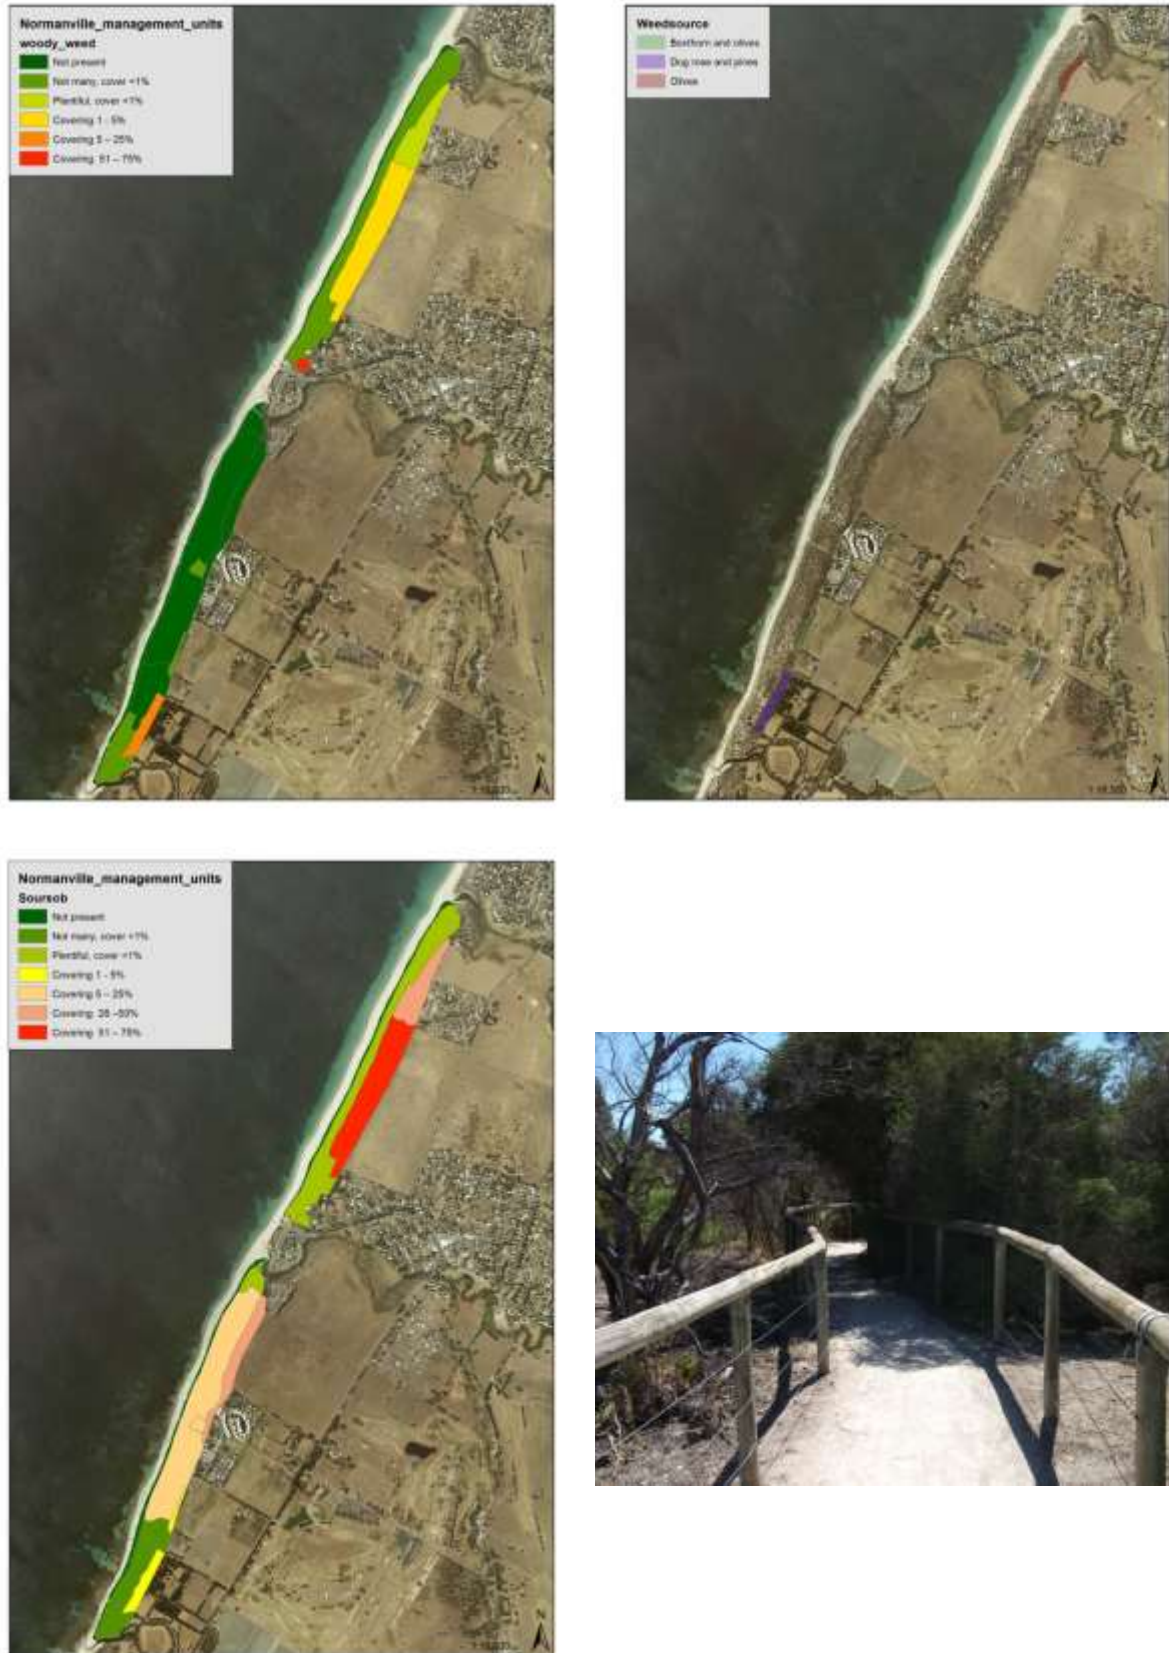 Normanville_management_units
woody_weed
Not present
Not many, cover <1%
Plentiful, cover <1%
Covering 1 - 5%
Covering 5 – 25%
Covering 51 – 75%
N
Weedsource
Boxthorn and olives
Dog rose and pines
Olives
N
Normanville_management_units
Soursob
Not present
Not many, cover <1%
Plentiful, cover <1%
Covering 1 - 5%
Covering 5 – 25%
Covering 26 –50%
Covering 51 – 75%
N